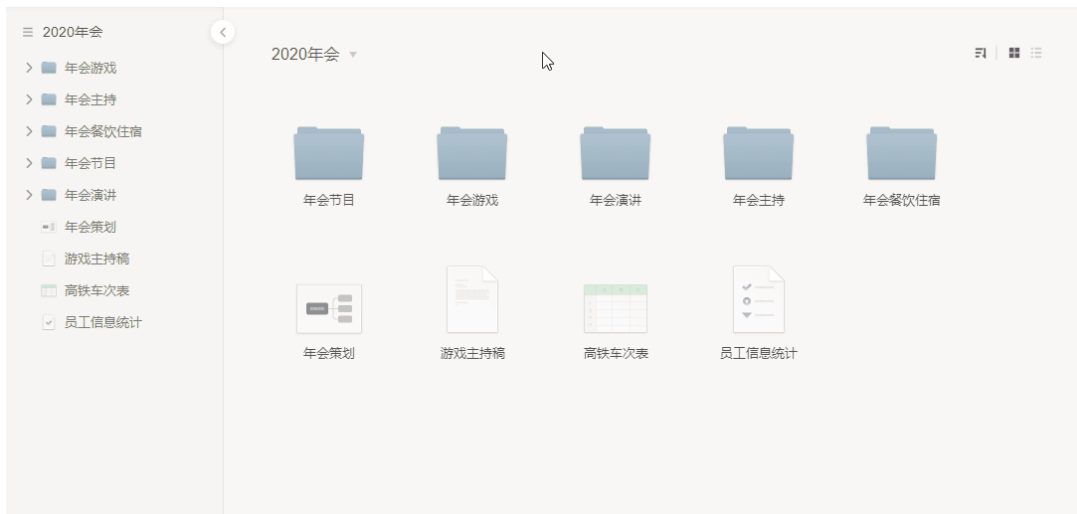 2020年会
年会游戏
年会主持
年会餐饮住宿
年会节目
年会演讲
年会策划
游戏主持稿
高铁车次表
员工信息统计
2020年会
年会节目 年会游戏 年会演讲 年会主持 年会餐饮住宿
年会策划 游戏主持稿 高铁车次表 员工信息统计